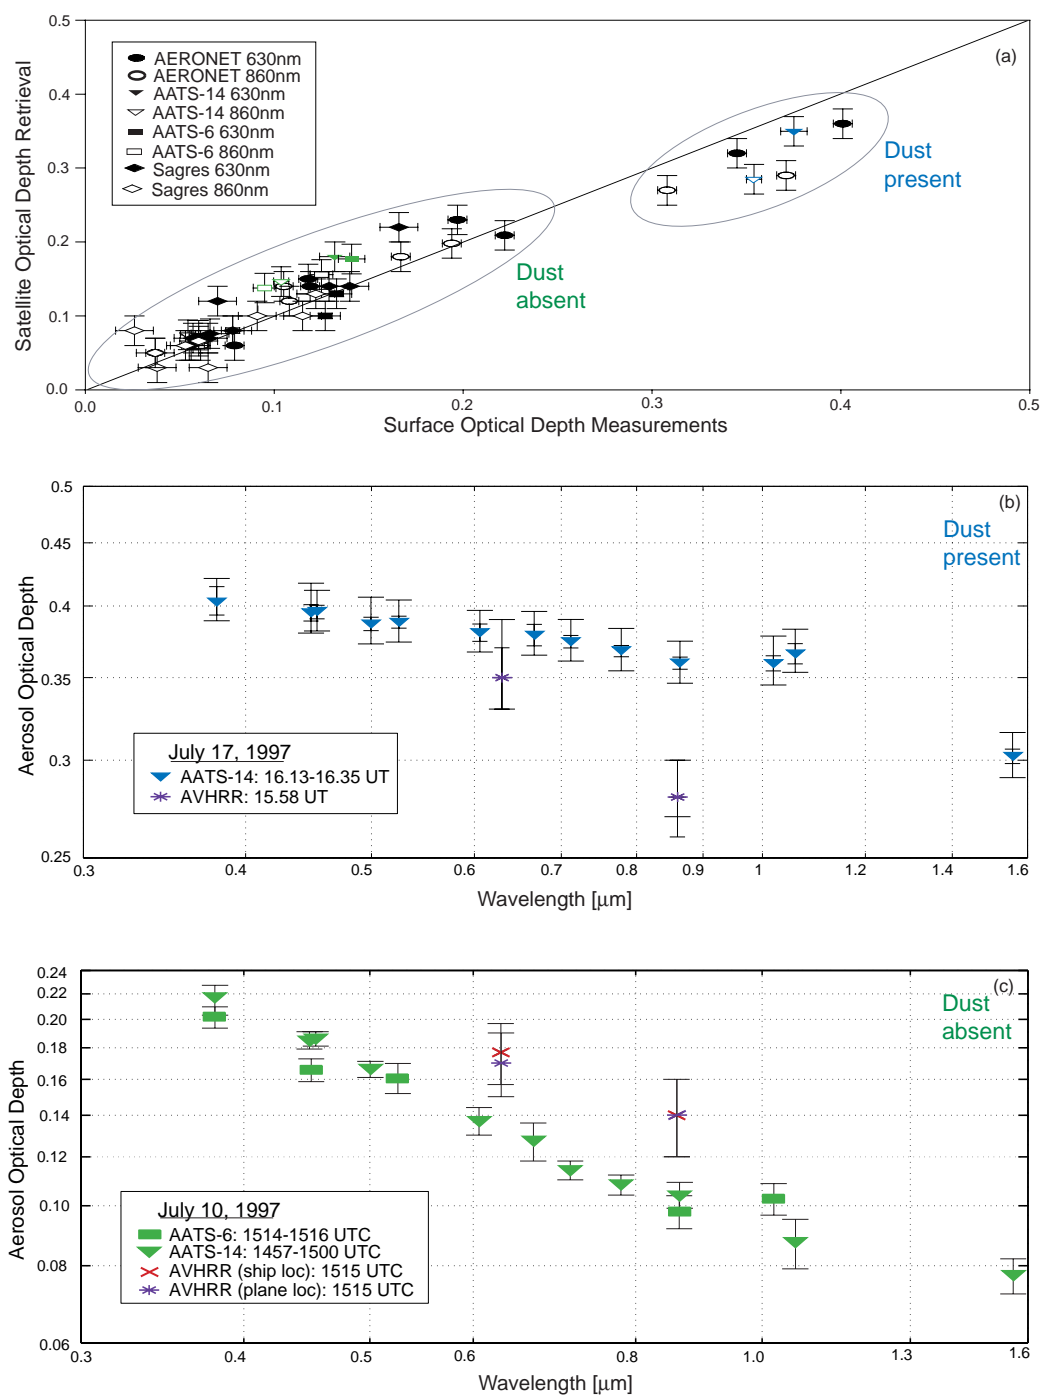 0.5
(a)
AERONET 630nm
AERONET 860nm
AATS-14 630nm
AATS-14 860nm
AATS-6 630nm
AATS-6 860nm
Sagres 630nm
Sagres 860nm
Satellite Optical Depth Retrieval
0.4
0.3
0.2
0.1
0.0
Dust
present
Dust
absent
0.0
0.1
0.2
0.3
0.4
0.5
Surface Optical Depth Measurements
0.5
(b)
Dust
present
0.45
0.4
0.35
0.3
0.25
Aerosol Optical Depth
July 17, 1997
AATS-14: 16.13-16.35 UT
AVHRR: 15.58 UT
0.3
0.4
0.5
0.6
0.7
0.8
0.9
1
1.2
1.4
1.6
Wavelength [μm]
0.24
(c)
Dust
absent
0.22
0.20
0.18
0.16
0.14
0.12
0.10
0.08
0.06
Aerosol Optical Depth
July 10, 1997
AATS-6: 1514-1516 UTC
AATS-14: 1457-1500 UTC
AVHRR (ship loc): 1515 UTC
AVHRR (plane loc): 1515 UTC
0.3
0.4
0.6
0.8
1.0
1.3
1.6
Wavelength [μm]